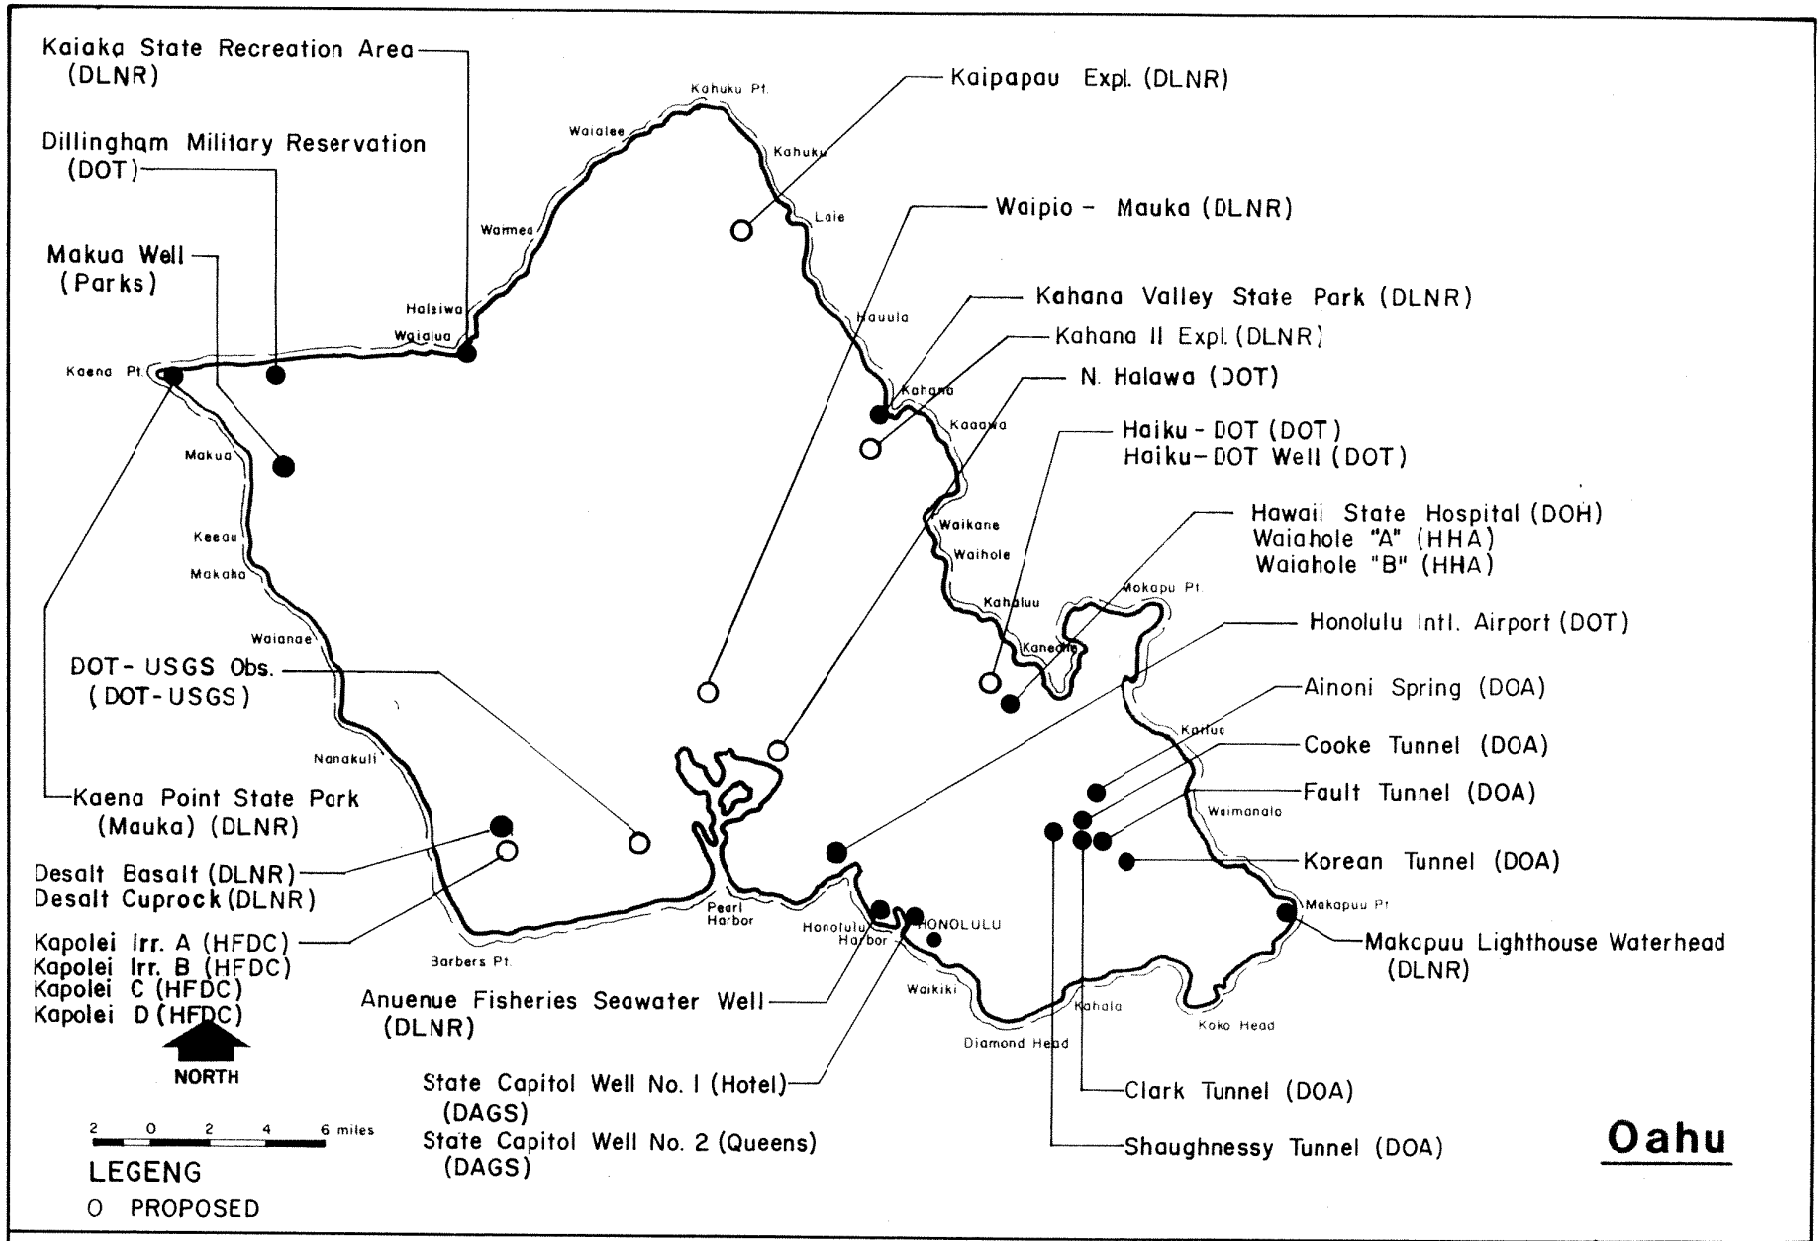 Kaiaka State Recreation Area
(DLNR)
Dillingham Military Reservation
(DOT)
Makua Well
(Parks)
Kaipapau Expl. (DLNR)
Waipio - Mauka (DLNR)
Kahana Valley State Park (DLNR)
Kahana II Expl. (DLNR)
N. Halawa (DOT)
Haiku - DOT (DOT)
Haiku-DOT Well (DOT)
Hawaii State Hospital (DOH)
Waiahole "A" (HHA)
Waiahole "B" (HHA)
Honolulu Intl. Airport (DOT)
Ainoni Spring (DOA)
Cooke Tunnel (DOA)
Fault Tunnel (DOA)
Korean Tunnel (DOA)
Makapuu Lighthouse Waterhead
(DLNR)
Clark Tunnel (DOA)
Shaughnessy Tunnel (DOA)
Kahuku Pt.
Waialee
Kahuku
Laie
Waimea
Haleiwa
Waialua
Hauula
Kaena Pt.
Kahana
Kaaawa
Makua
Waikane
Waihole
Keeau
Makaha
Kahaluu
Mokapu Pt.
Waianae
Kaneohe
Kailua
Nanakuli
Waimanalo
Pearl
Harbor
Honolulu
Harbor
HONOLULU
Makapuu Pt
Barbers Pt.
Waikiki
Kahala
Koko Head
Diamond Head
DOT- USGS Obs.
(DOT-USGS)
Kaena Point State Park
(Mauka) (DLNR)
Desalt Basalt (DLNR)
Desalt Cuprock (DLNR)
Kapolei Irr. A (HFDC)
Kapolei Irr. B (HFDC)
Kapolei C (HFDC)
Kapolei D (HFDC)
Anuenue Fisheries Seawater Well
(DLNR)
State Capitol Well No. 1 (Hotel)
(DAGS)
State Capitol Well No. 2 (Queens)
(DAGS)
NORTH
2 0 2 4 6 miles
LEGENG
O PROPOSED
Oahu